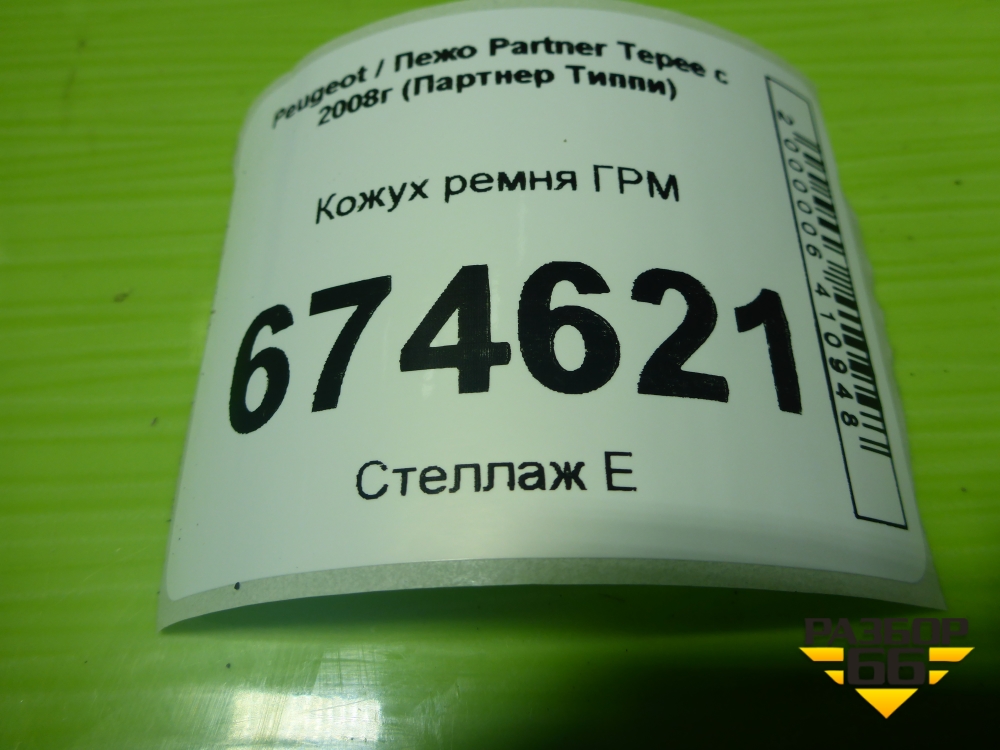 Peugeot / Пежо Partner Tepee с
2008г (Партнер Типпи)
Кожух ремня ГРМ
674621
Стеллаж Е
2000006410948
РАЗБОР
66